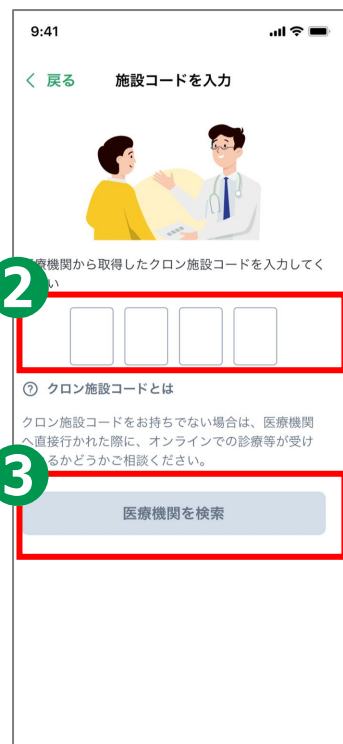 9:41
戻る 施設コードを入力
療機関から取得したクロン施設コードを入力してく
い
2
? クロン施設コードとは
クロン施設コードをお持ちでない場合は、医療機関
へ直接行かれた際に、オンラインでの診療等が受け
るかどうかご相談ください。
3
医療機関を検索